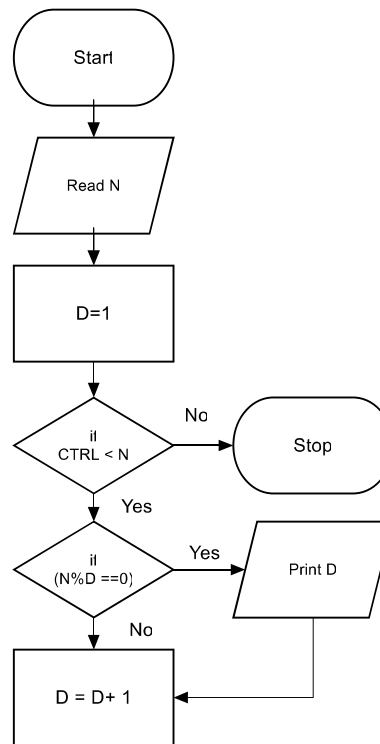 Start
Read N
D=1
if
CTRL < N
No
Stop
Yes
if
(N%D ==0)
Yes
Print D
No
D = D+ 1